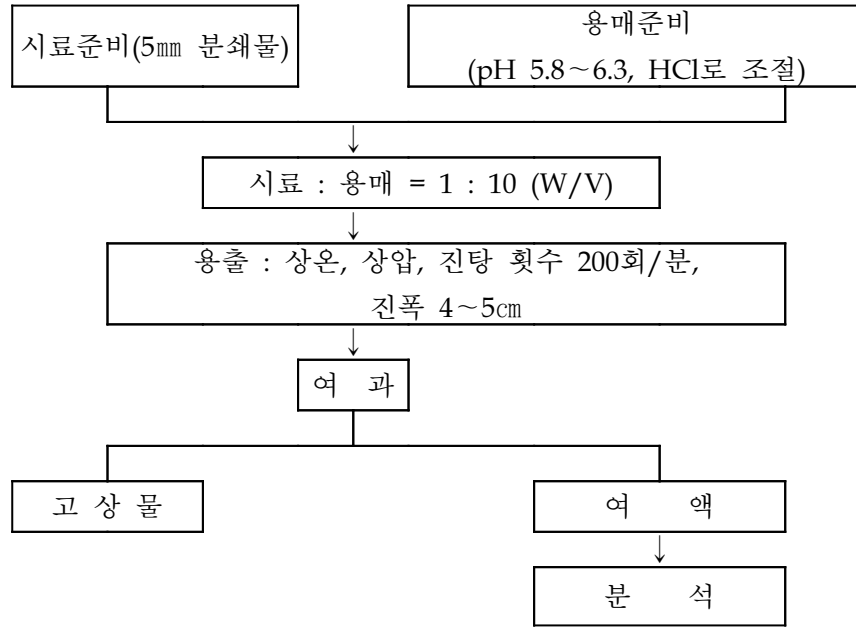 시료준비(5㎜ 분쇄물)
용매준비
(pH 5.8～6.3, HCl로 조절)
시료 : 용매 = 1 : 10 (W/V)
용출 : 상온, 상압, 진탕 횟수 200회/분,
진폭 4～5㎝
여 과
고 상 물
여 액
분 석